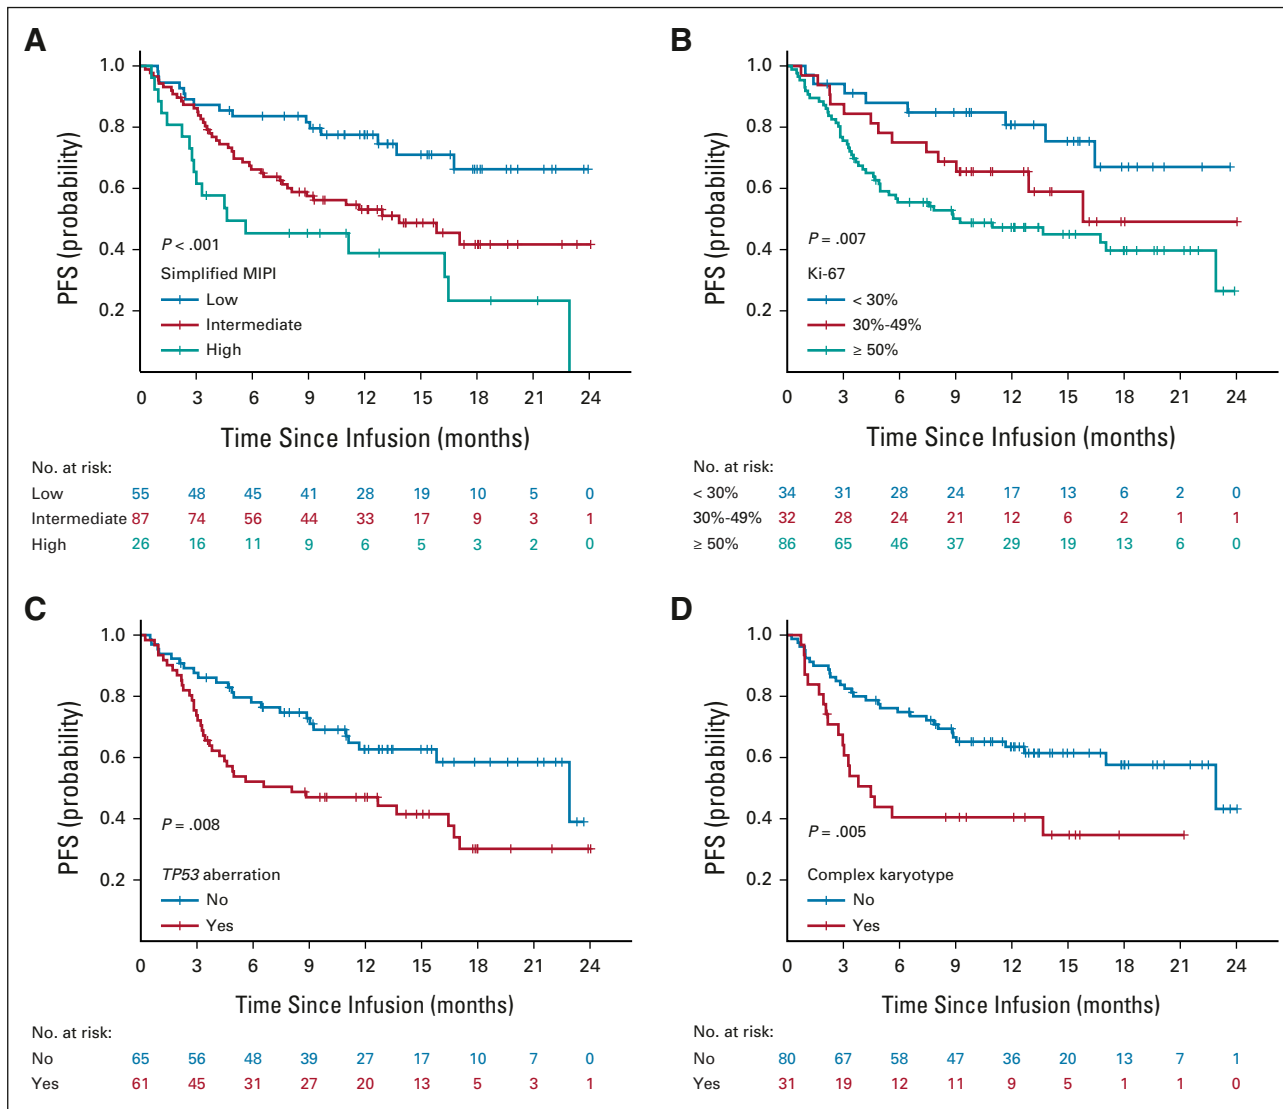 A
PFS (probability)
1.0
0.8
0.6
0.4
0.2
P < .001
Simplified MIPI
Low
Intermediate
High
0 3 6 9 12 15 18 21 24
Time Since Infusion (months)
No. at risk:
Low 55 48 45 41 28 19 10 5 0
Intermediate 87 74 56 44 33 17 9 3 1
High 26 16 11 9 6 5 3 2 0
B
PFS (probability)
1.0
0.8
0.6
0.4
0.2
P = .007
Ki-67
< 30%
30%-49%
≥ 50%
0 3 6 9 12 15 18 21 24
Time Since Infusion (months)
No. at risk:
< 30% 34 31 28 24 17 13 6 2 0
30%-49% 32 28 24 21 12 6 2 1 1
≥ 50% 86 65 46 37 29 19 13 6 0
C
PFS (probability)
1.0
0.8
0.6
0.4
0.2
P = .008
TP53 aberration
No
Yes
0 3 6 9 12 15 18 21 24
Time Since Infusion (months)
No. at risk:
No 65 56 48 39 27 17 10 7 0
Yes 61 45 31 27 20 13 5 3 1
D
PFS (probability)
1.0
0.8
0.6
0.4
0.2
P = .005
Complex karyotype
No
Yes
0 3 6 9 12 15 18 21 24
Time Since Infusion (months)
No. at risk:
No 80 67 58 47 36 20 13 7 1
Yes 31 19 12 11 9 5 1 1 0